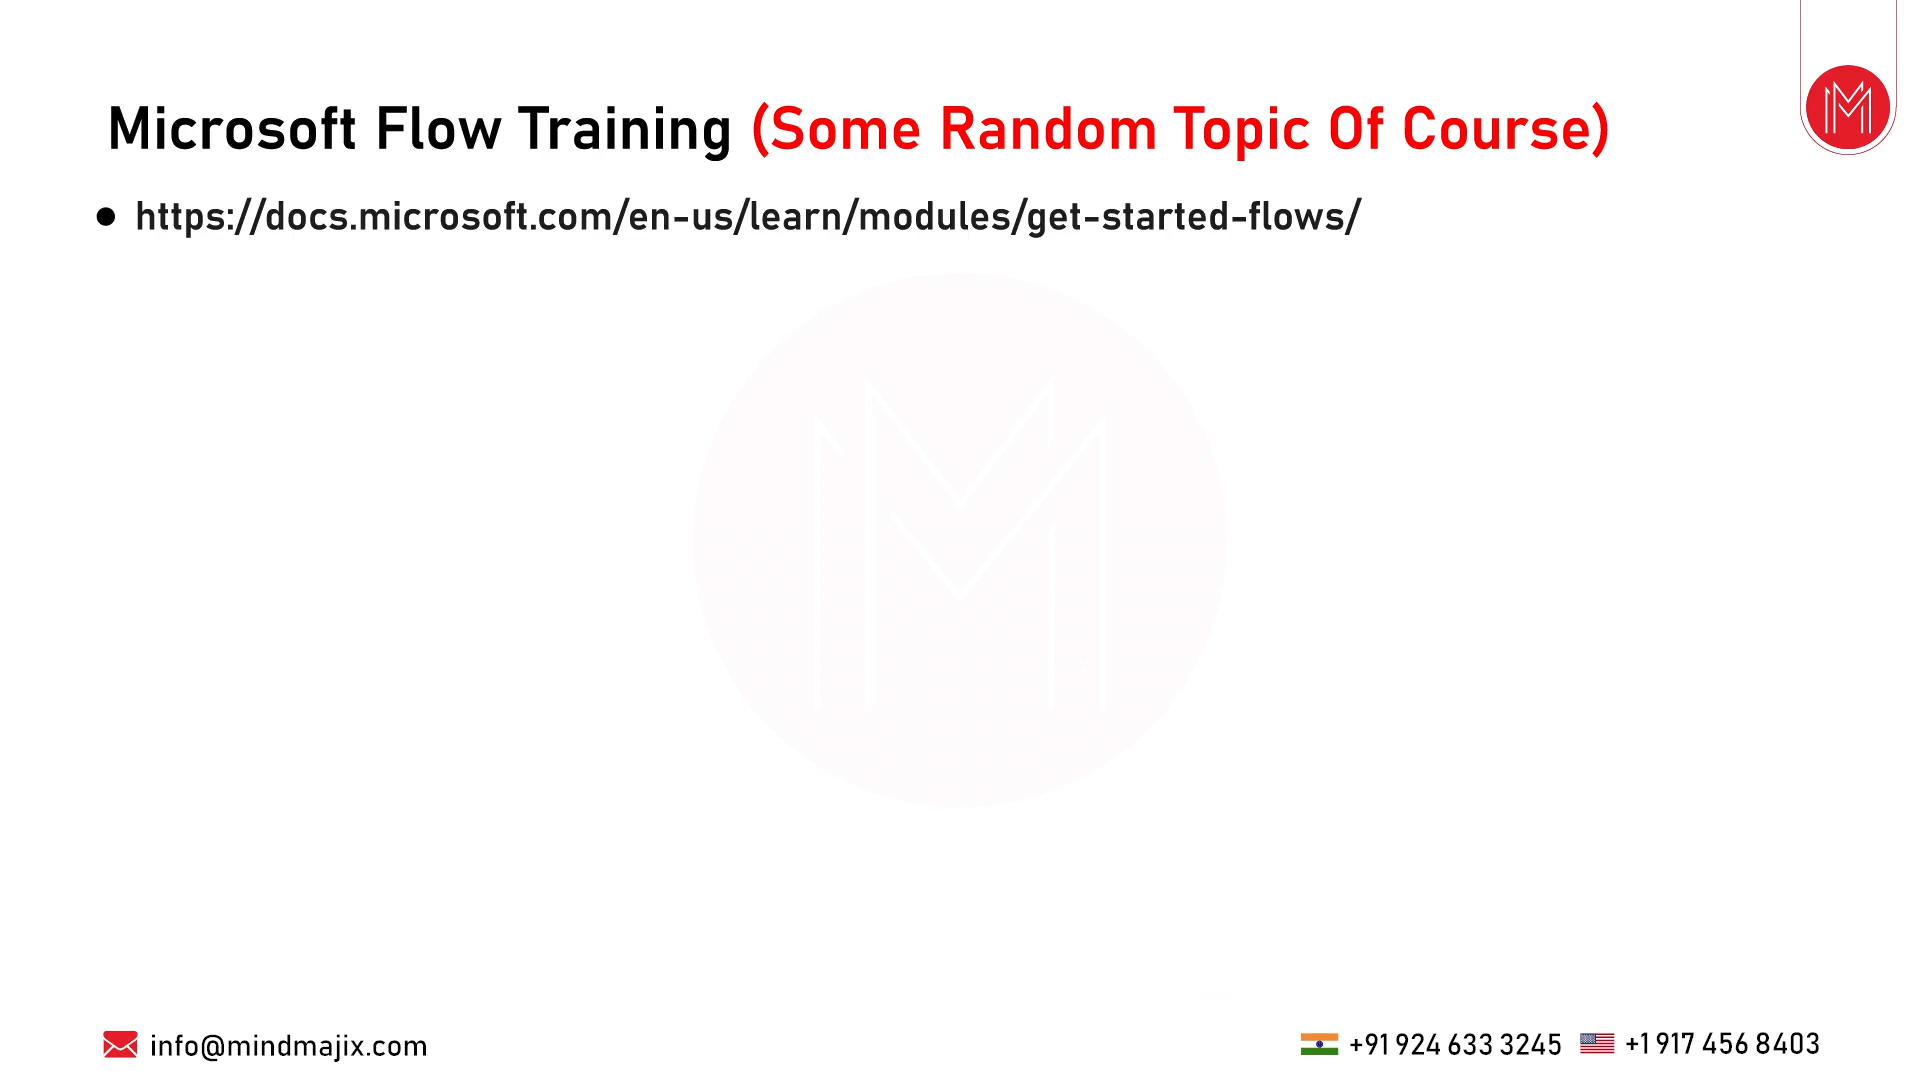 Microsoft Flow Training (Some Random Topic Of Course)
● https://docs.microsoft.com/en-us/learn/modules/get-started-flows/
info@mindmajix.com
+91 924 633 3245
+1 917 456 8403